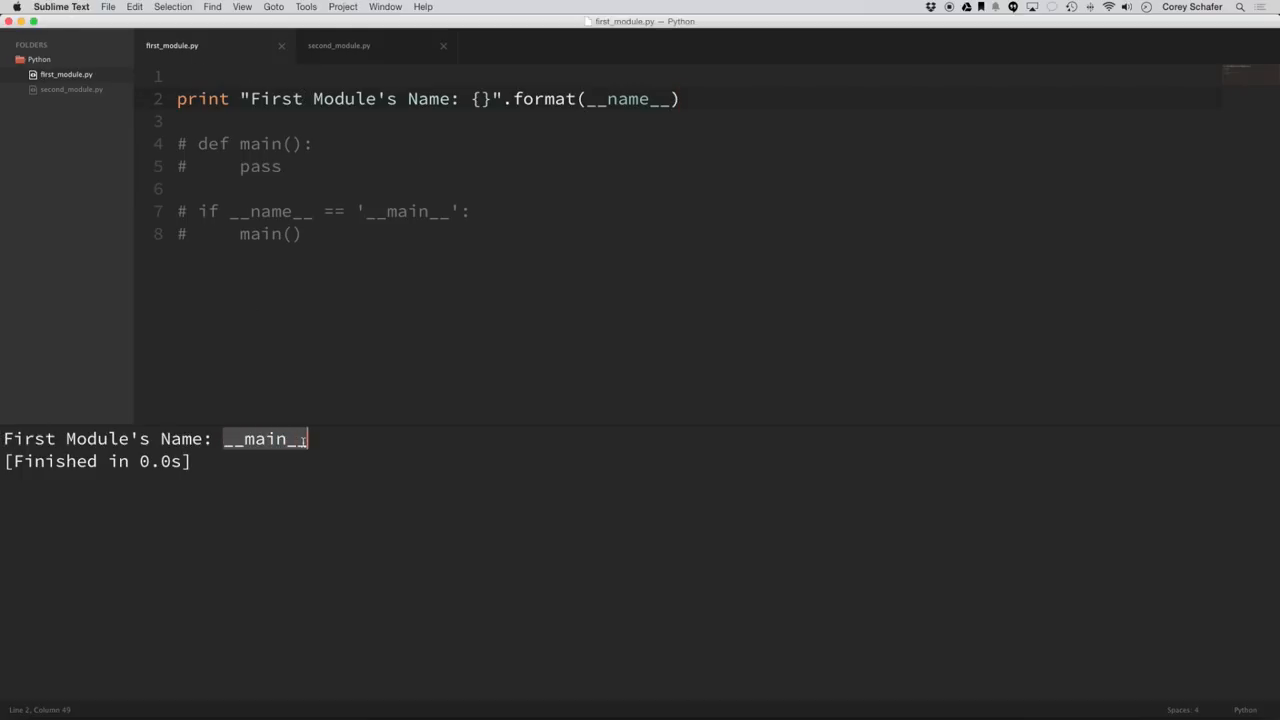 Sublime Text File Edit Selection Find View Goto Tools Project Window Help Corey Schafer
first_module.py — Python
FOLDERS
Python
first_module.py
second_module.py
first_module.py second_module.py
1
2 print "First Module's Name: {}".format(__name__)
3
4 # def main():
5 #     pass
6
7 # if __name__ == '__main__':
8 #     main()
First Module's Name: __main__
[Finished in 0.0s]
Line 2, Column 49 Spaces: 4 Python